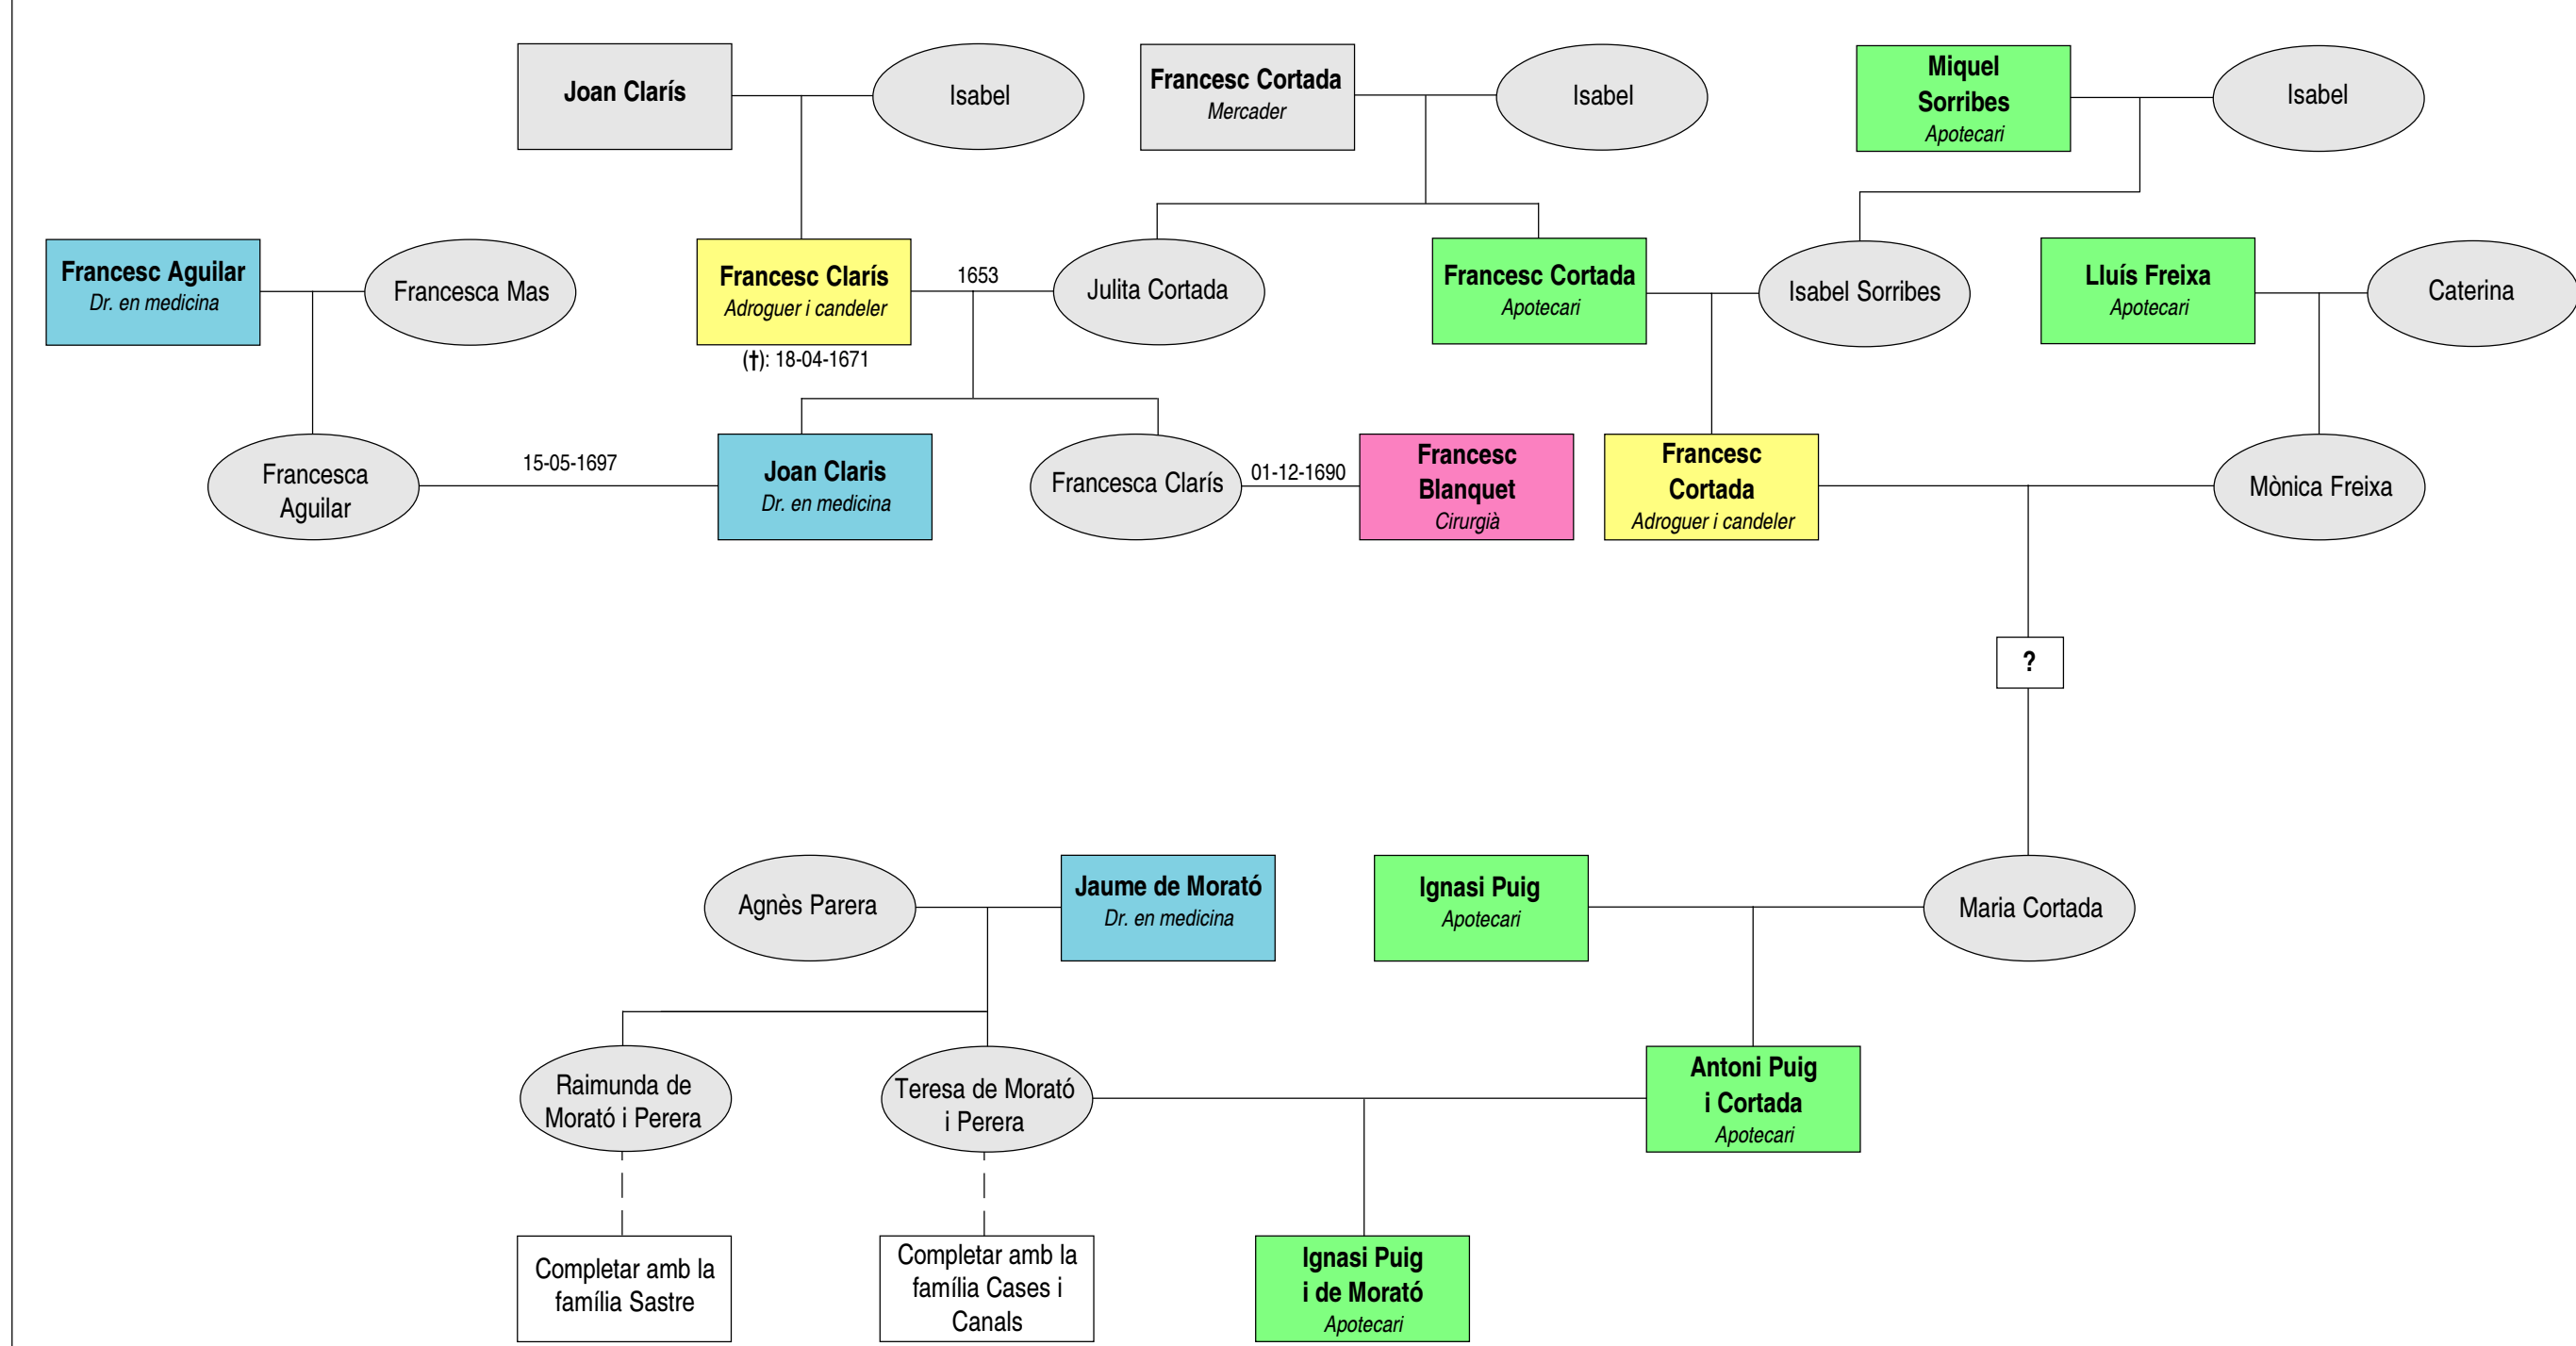 Joan Clarís
Isabel
Francesc Cortada
Mercader
Isabel
Miquel
Sorribes
Apotecari
Isabel
Francesc Aguilar
Dr. en medicina
Francesca Mas
Francesc Clarís
Adroguer i candeler
(†): 18-04-1671
1653
Julita Cortada
Francesc Cortada
Apotecari
Isabel Sorribes
Lluís Freixa
Apotecari
Caterina
Francesca
Aguilar
15-05-1697
Joan Claris
Dr. en medicina
Francesca Clarís
01-12-1690
Francesc
Blanquet
Cirurgià
Francesc
Cortada
Adroguer i candeler
Mònica Freixa
?
Agnès Parera
Jaume de Morató
Dr. en medicina
Ignasi Puig
Apotecari
Maria Cortada
Raimunda de
Morató i Perera
Teresa de Morató
i Perera
Antoni Puig
i Cortada
Apotecari
Completar amb la
família Sastre
Completar amb la
família Cases i
Canals
Ignasi Puig
i de Morató
Apotecari